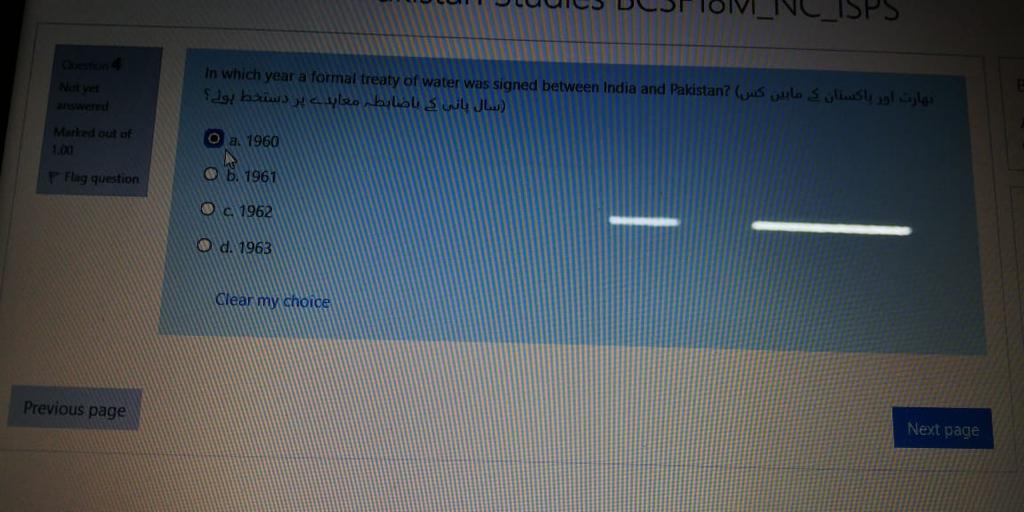 Studies BCSF18M_NC_ISPS
Question 4
Not yet
answered
Marked out of
1.00
Flag question
In which year a formal treaty of water was signed between India and Pakistan? (بھارت اور پاکستان کے مابین کس
سال پانی کے باضابطہ معاہدے پر دستخط ہوئے؟)
a. 1960
b. 1961
c. 1962
d. 1963
Clear my choice
Previous page
Next page